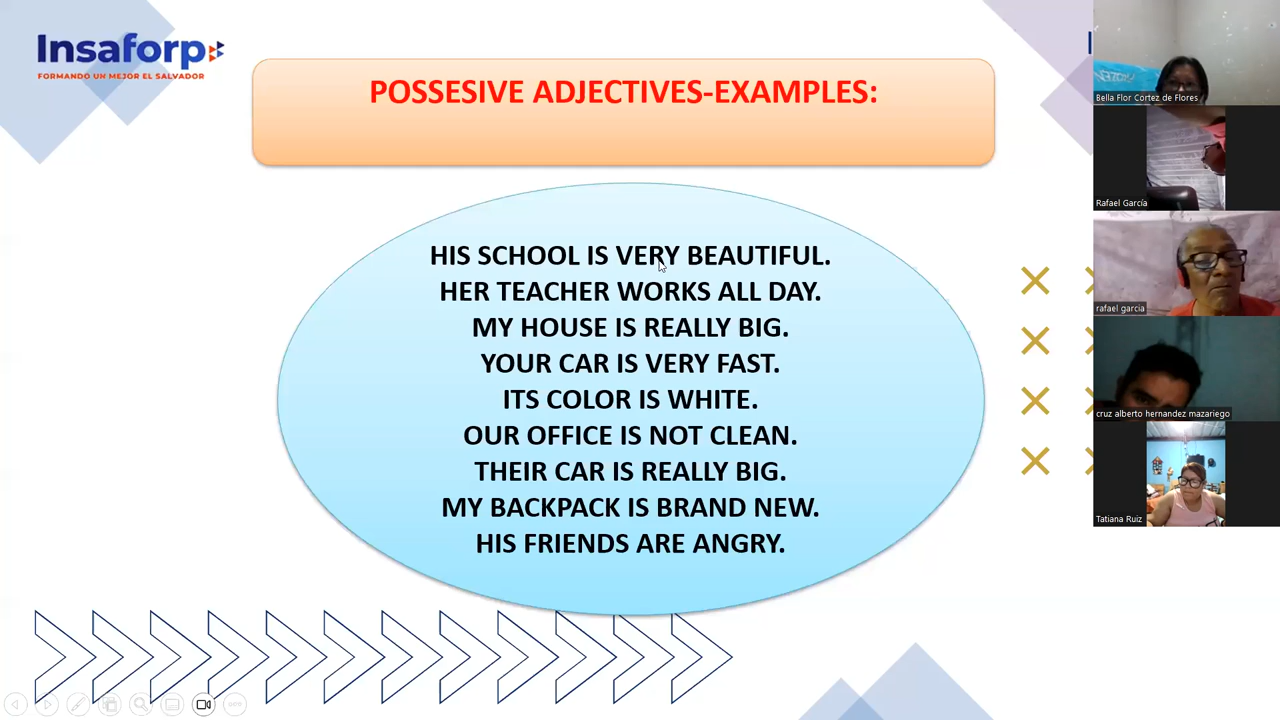 Insaforp
FORMANDO UN MEJOR EL SALVADOR
POSSESIVE ADJECTIVES-EXAMPLES:
HIS SCHOOL IS VERY BEAUTIFUL.
HER TEACHER WORKS ALL DAY.
MY HOUSE IS REALLY BIG.
YOUR CAR IS VERY FAST.
ITS COLOR IS WHITE.
OUR OFFICE IS NOT CLEAN.
THEIR CAR IS REALLY BIG.
MY BACKPACK IS BRAND NEW.
HIS FRIENDS ARE ANGRY.
Bella Flor Cortez de Flores
Rafael García
rafael garcia
cruz alberto hernandez mazariego
Tatiana Ruiz